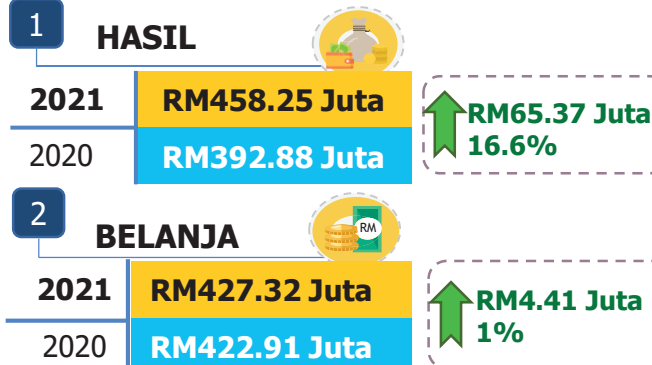 1
HASIL
2021 RM458.25 Juta
2020 RM392.88 Juta
RM65.37 Juta
16.6%
2
BELANJA
RM
2021 RM427.32 Juta
2020 RM422.91 Juta
RM4.41 Juta
1%